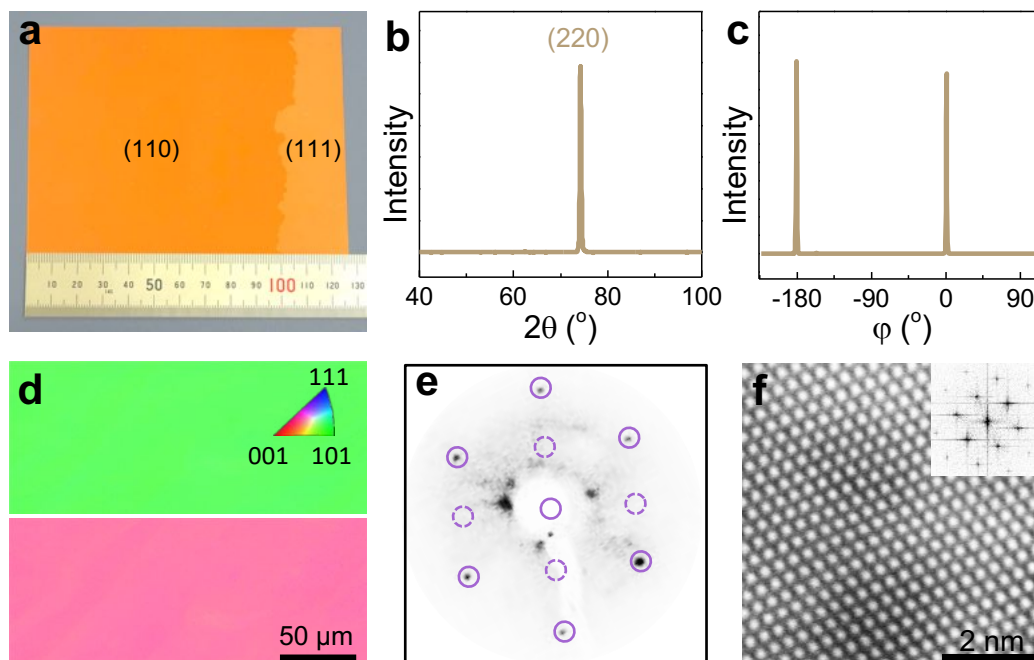 a
(110)
(111)
10 20 30 40 50 60 70 80 90 100 110 120 130
b
(220)
Intensity
40 60 80 100
2θ (°)
c
Intensity
-180 -90 0 90
φ (°)
d
111
001 101
50 μm
e
f
2 nm